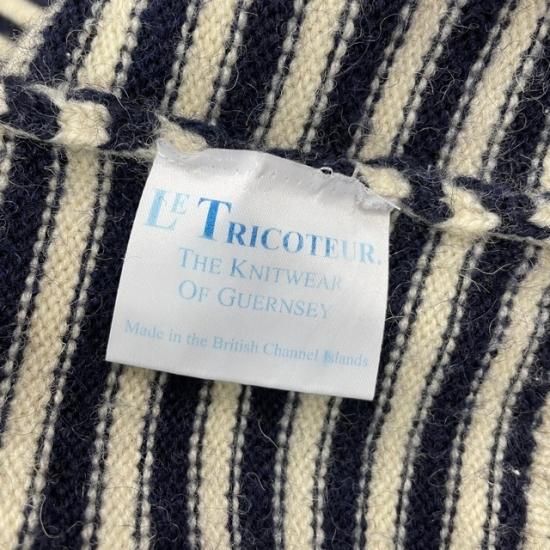 LE TRICOTEUR.
THE KNITWEAR
OF GUERNSEY
Made in the British Channel Islands